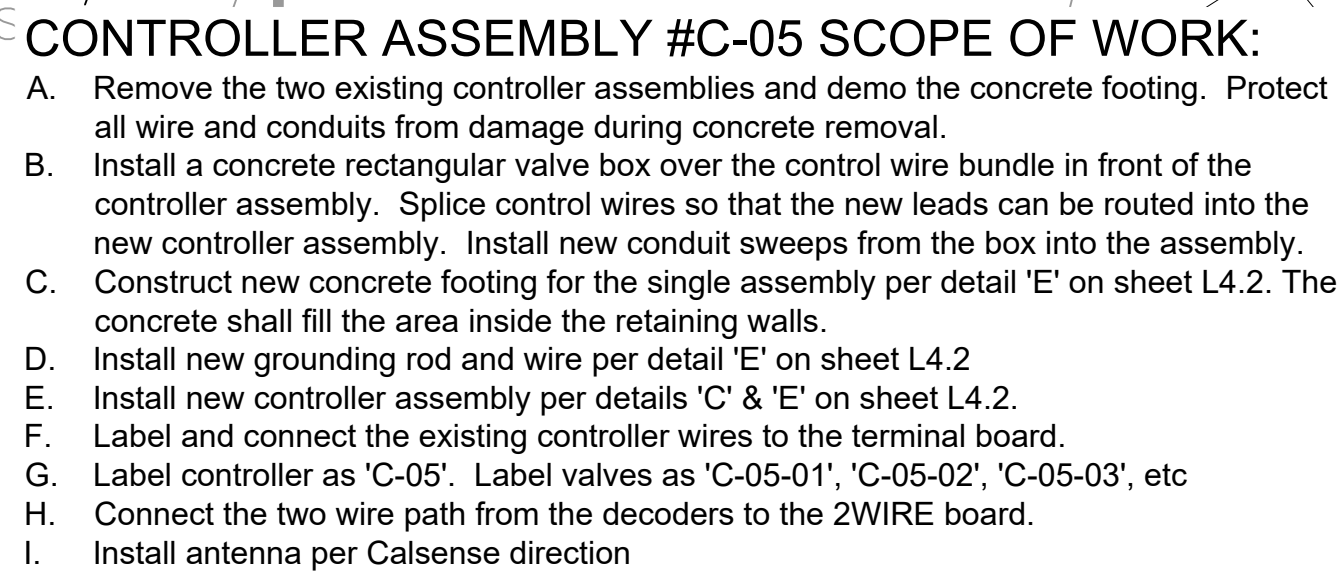 CONTROLLER ASSEMBLY #C-05 SCOPE OF WORK:
A. Remove the two existing controller assemblies and demo the concrete footing.  Protect
all wire and conduits from damage during concrete removal.
B. Install a concrete rectangular valve box over the control wire bundle in front of the
controller assembly.  Splice control wires so that the new leads can be routed into the
new controller assembly.  Install new conduit sweeps from the box into the assembly.
C. Construct new concrete footing for the single assembly per detail 'E' on sheet L4.2. The
concrete shall fill the area inside the retaining walls.
D. Install new grounding rod and wire per detail 'E' on sheet L4.2
E. Install new controller assembly per details 'C' & 'E' on sheet L4.2.
F. Label and connect the existing controller wires to the terminal board.
G. Label controller as 'C-05'.  Label valves as 'C-05-01', 'C-05-02', 'C-05-03', etc
H. Connect the two wire path from the decoders to the 2WIRE board.
I. Install antenna per Calsense direction